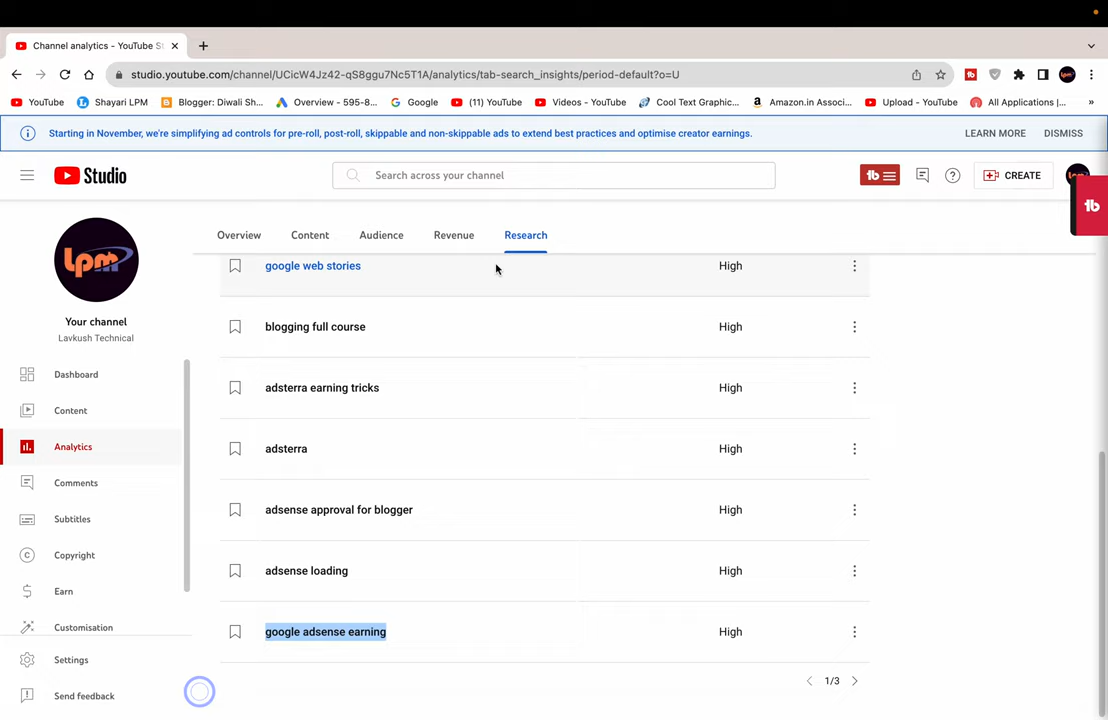 Channel analytics - YouTube St
studio.youtube.com/channel/UCicW4Jz42-qS8ggu7Nc5T1A/analytics/tab-search_insights/period-default?o=U
YouTube Shayari LPM Blogger: Diwali Sh... Overview - 595-8... Google (11) YouTube Videos - YouTube Cool Text Graphic... Amazon.in Associ... Upload - YouTube All Applications |...
Starting in November, we're simplifying ad controls for pre-roll, post-roll, skippable and non-skippable ads to extend best practices and optimise creator earnings. LEARN MORE DISMISS
Studio Search across your channel tb CREATE
tb
Overview Content Audience Revenue Research
lpm
google web stories High
blogging full course High
Your channel
Lavkush Technical
Dashboard
adsterra earning tricks High
Content
Analytics
adsterra High
Comments
adsense approval for blogger High
Subtitles
Copyright
adsense loading High
Earn
Customisation
google adsense earning High
Settings
1/3
Send feedback